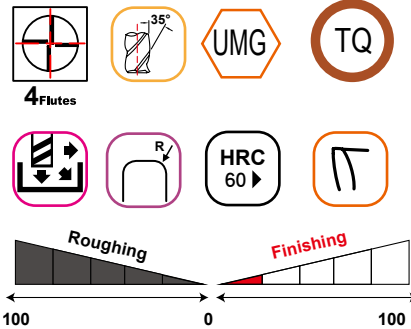 35°
UMG
TQ
4Flutes
R
HRC
60
Roughing
Finishing
100
0
100